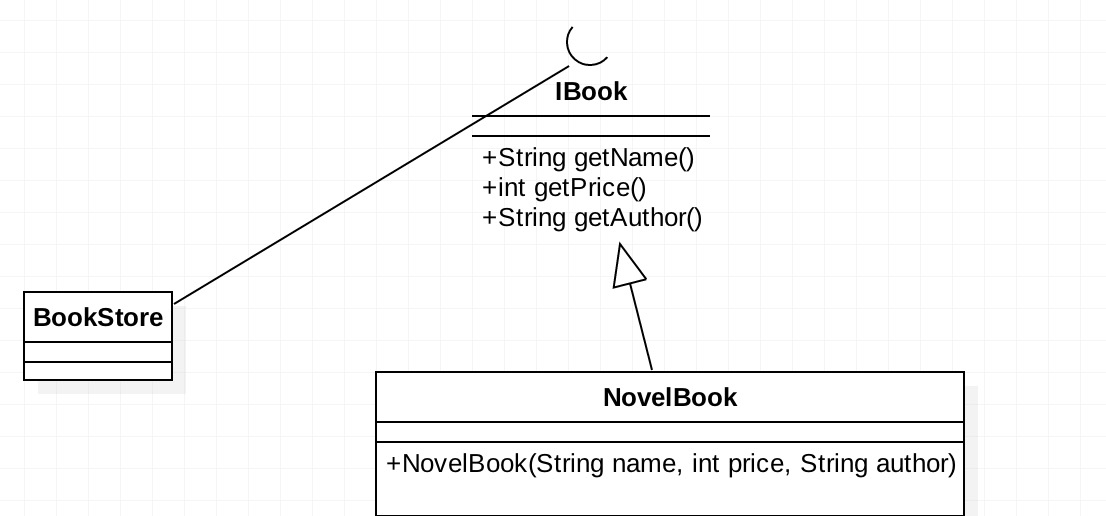 IBook
+String getName()
+int getPrice()
+String getAuthor()
BookStore
NovelBook
+NovelBook(String name, int price, String author)